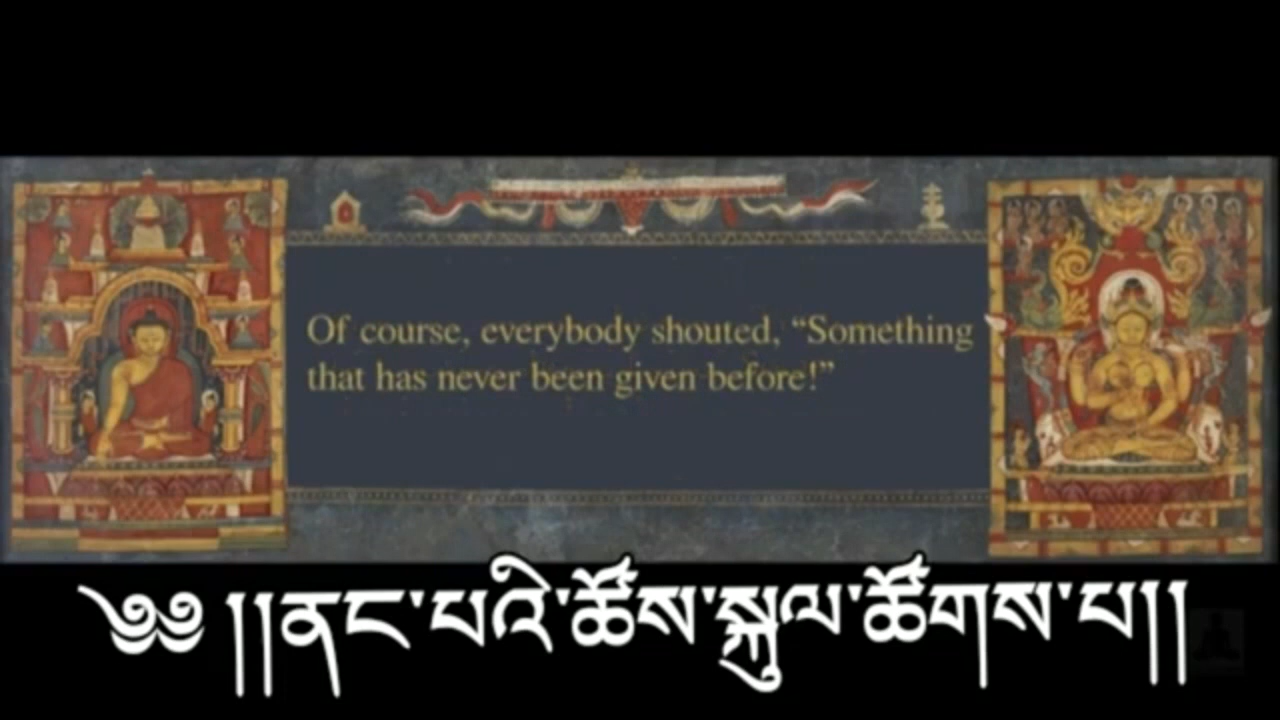 Of course, everybody shouted, “Something
that has never been given before!”
༄༅ །།ནང་པའི་ཚོས་སྐུལ་ཚོགས་པ།།